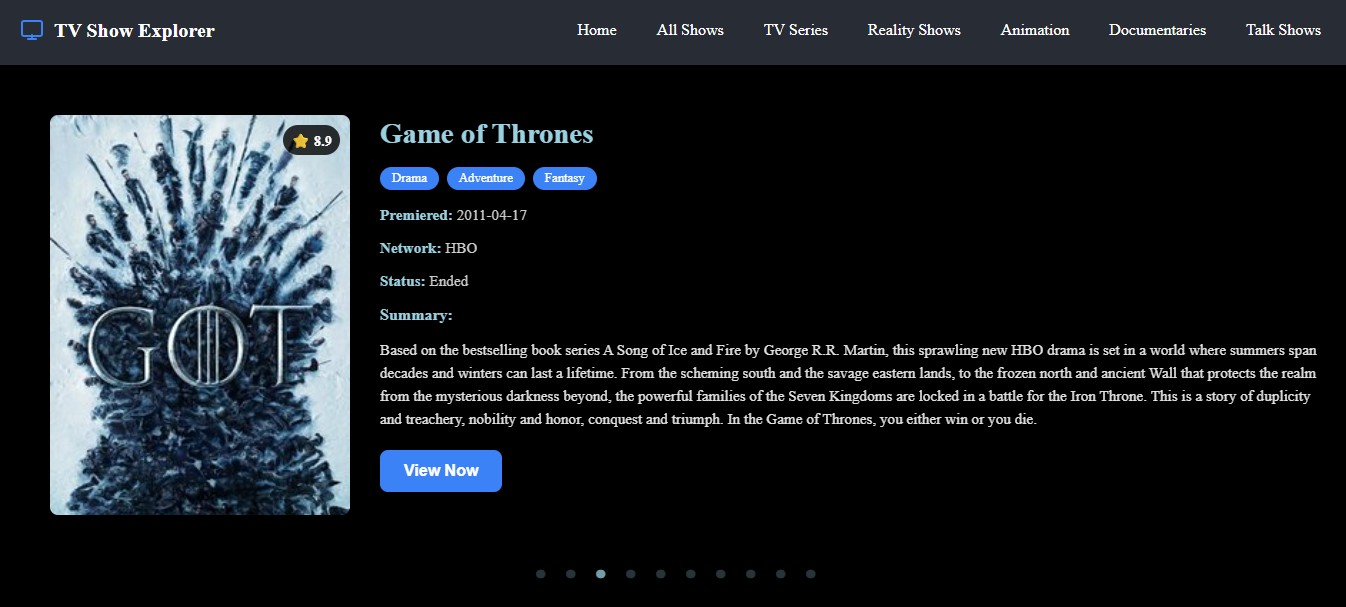 TV Show Explorer
Home
All Shows
TV Series
Reality Shows
Animation
Documentaries
Talk Shows
8.9
GOT
Game of Thrones
Drama
Adventure
Fantasy
Premiered: 2011-04-17
Network: HBO
Status: Ended
Summary:
Based on the bestselling book series A Song of Ice and Fire by George R.R. Martin, this sprawling new HBO drama is set in a world where summers span
decades and winters can last a lifetime. From the scheming south and the savage eastern lands, to the frozen north and ancient Wall that protects the realm
from the mysterious darkness beyond, the powerful families of the Seven Kingdoms are locked in a battle for the Iron Throne. This is a story of duplicity
and treachery, nobility and honor, conquest and triumph. In the Game of Thrones, you either win or you die.
View Now